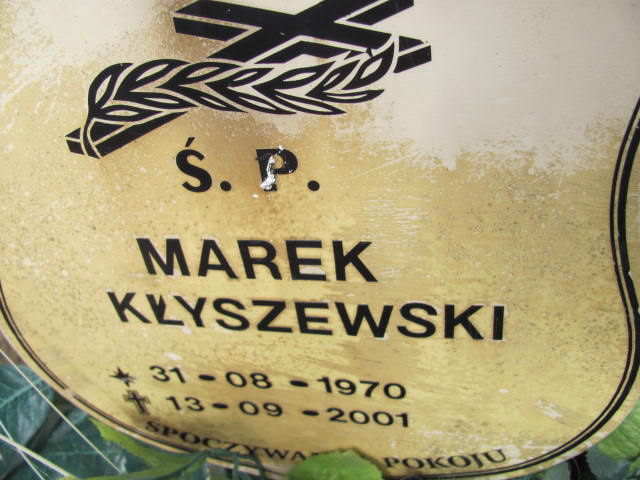 Ś. P.
MAREK
KŁYSZEWSKI
31-08-1970
13-09-2001
POKOJU